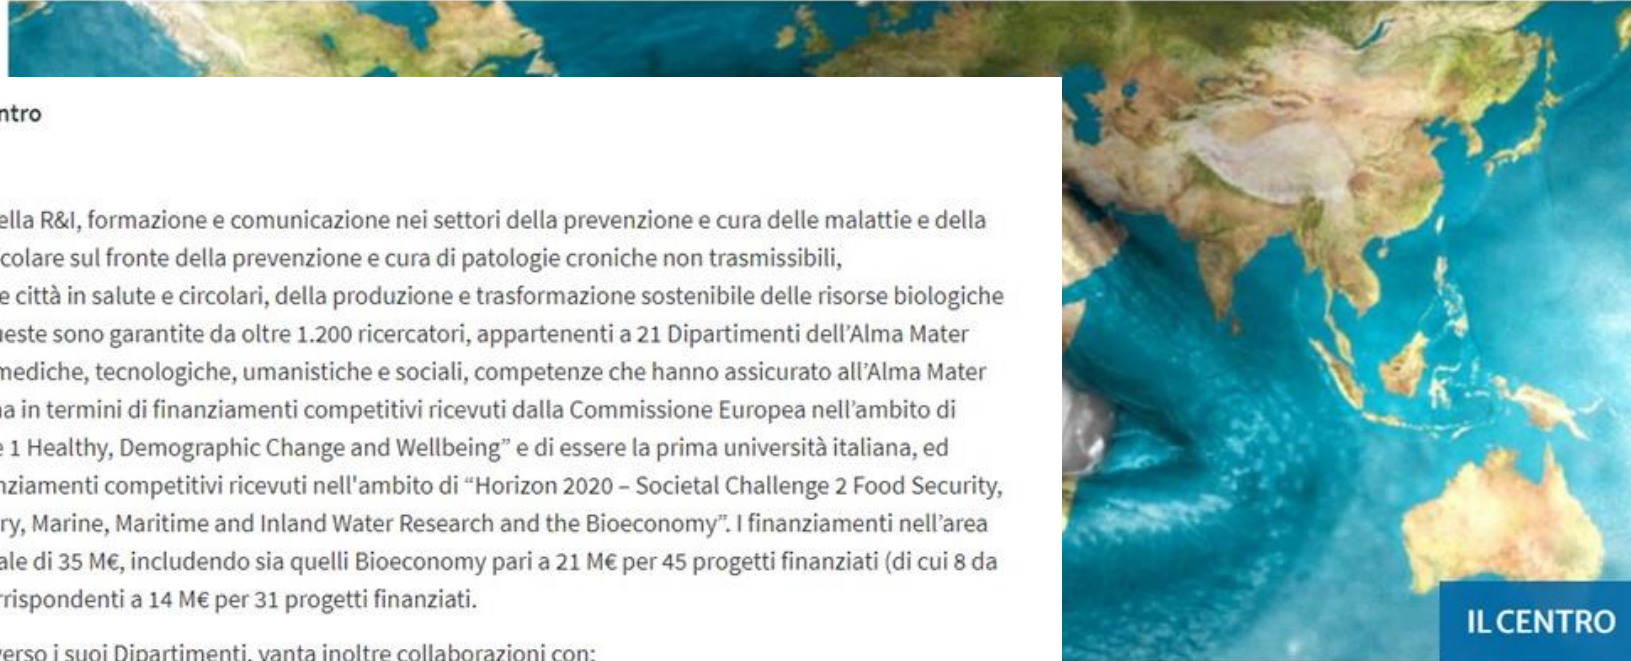 ntro
ella R&I, formazione e comunicazione nei settori della prevenzione e cura delle malattie e della
colare sul fronte della prevenzione e cura di patologie croniche non trasmissibili,
e città in salute e circolari, della produzione e trasformazione sostenibile delle risorse biologiche
ueste sono garantite da oltre 1.200 ricercatori, appartenenti a 21 Dipartimenti dell’Alma Mater
mediche, tecnologiche, umanistiche e sociali, competenze che hanno assicurato all’Alma Mater
na in termini di finanziamenti competitivi ricevuti dalla Commissione Europea nell’ambito di
e 1 Healthy, Demographic Change and Wellbeing” e di essere la prima università italiana, ed
nziamenti competitivi ricevuti nell'ambito di “Horizon 2020 – Societal Challenge 2 Food Security,
ry, Marine, Maritime and Inland Water Research and the Bioeconomy”. I finanziamenti nell’area
ale di 35 M€, includendo sia quelli Bioeconomy pari a 21 M€ per 45 progetti finanziati (di cui 8 da
rrispondenti a 14 M€ per 31 progetti finanziati.
verso i suoi Dipartimenti, vanta inoltre collaborazioni con:
IL CENTRO